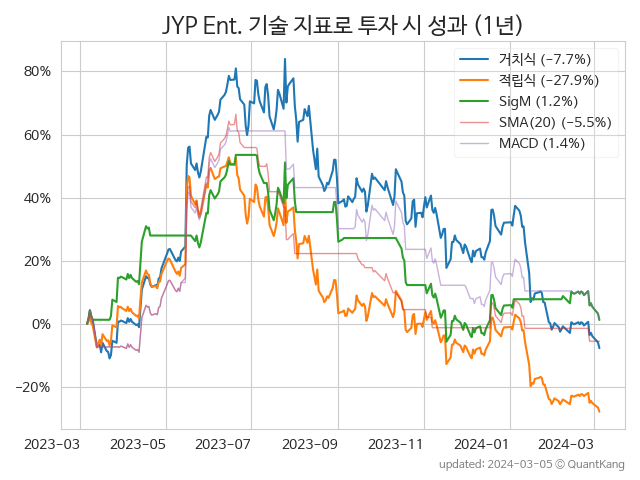 JYP Ent. 기술 지표로 투자 시 성과 (1년)
거치식 (−7.7%)
적립식 (−27.9%)
SigM (1.2%)
SMA(20) (−5.5%)
MACD (1.4%)
80%
60%
40%
20%
0%
−20%
2023-03 2023-05 2023-07 2023-09 2023-11 2024-01 2024-03
updated: 2024-03-05 © QuantKang